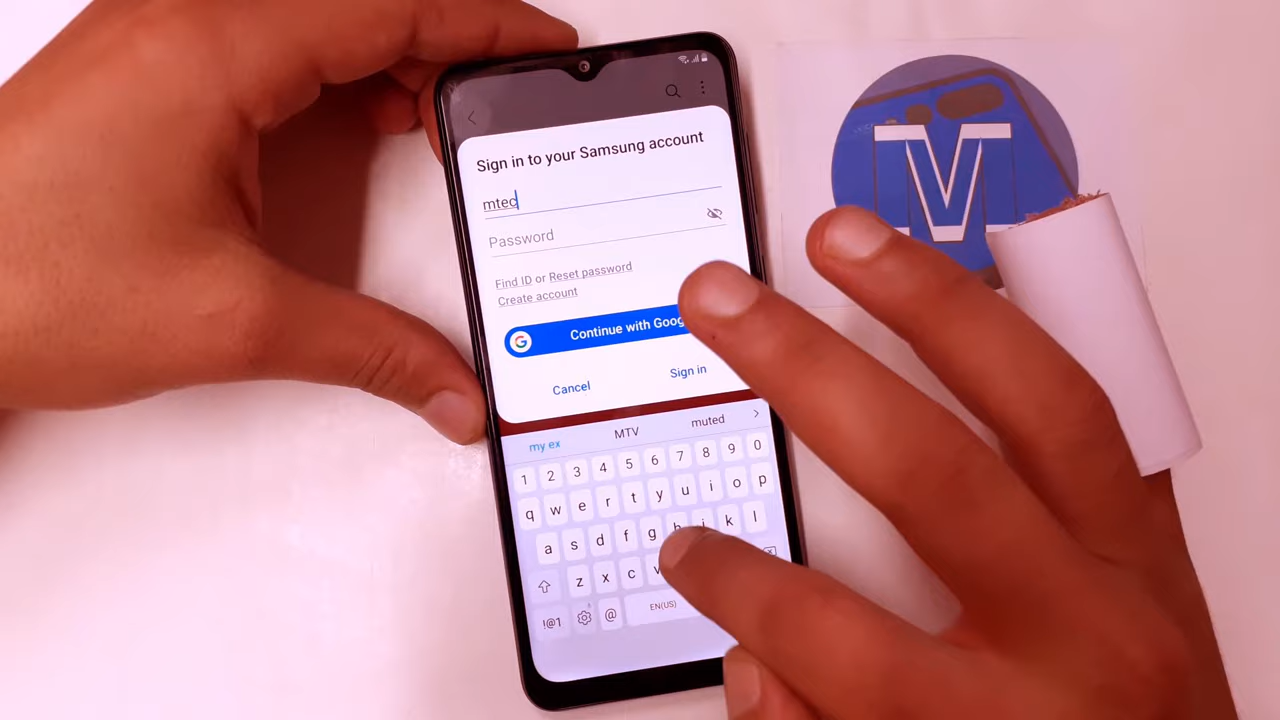 Sign in to your Samsung account
mtec
Password
Find ID or Reset password
Create account
Continue with Goog
Cancel
Sign in
my ex MTV muted
1 2 3 4 5 6 7 8 9 0
q w e r t y u i o p
a s d f g h j k l
z x c v
!@1 @ EN(US)
M